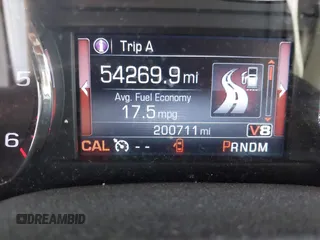 Trip A
54269.9 mi
Avg. Fuel Economy
17.5 mpg
200711 mi
V8
CAL -- PRNDM
5
6
DREAMBID